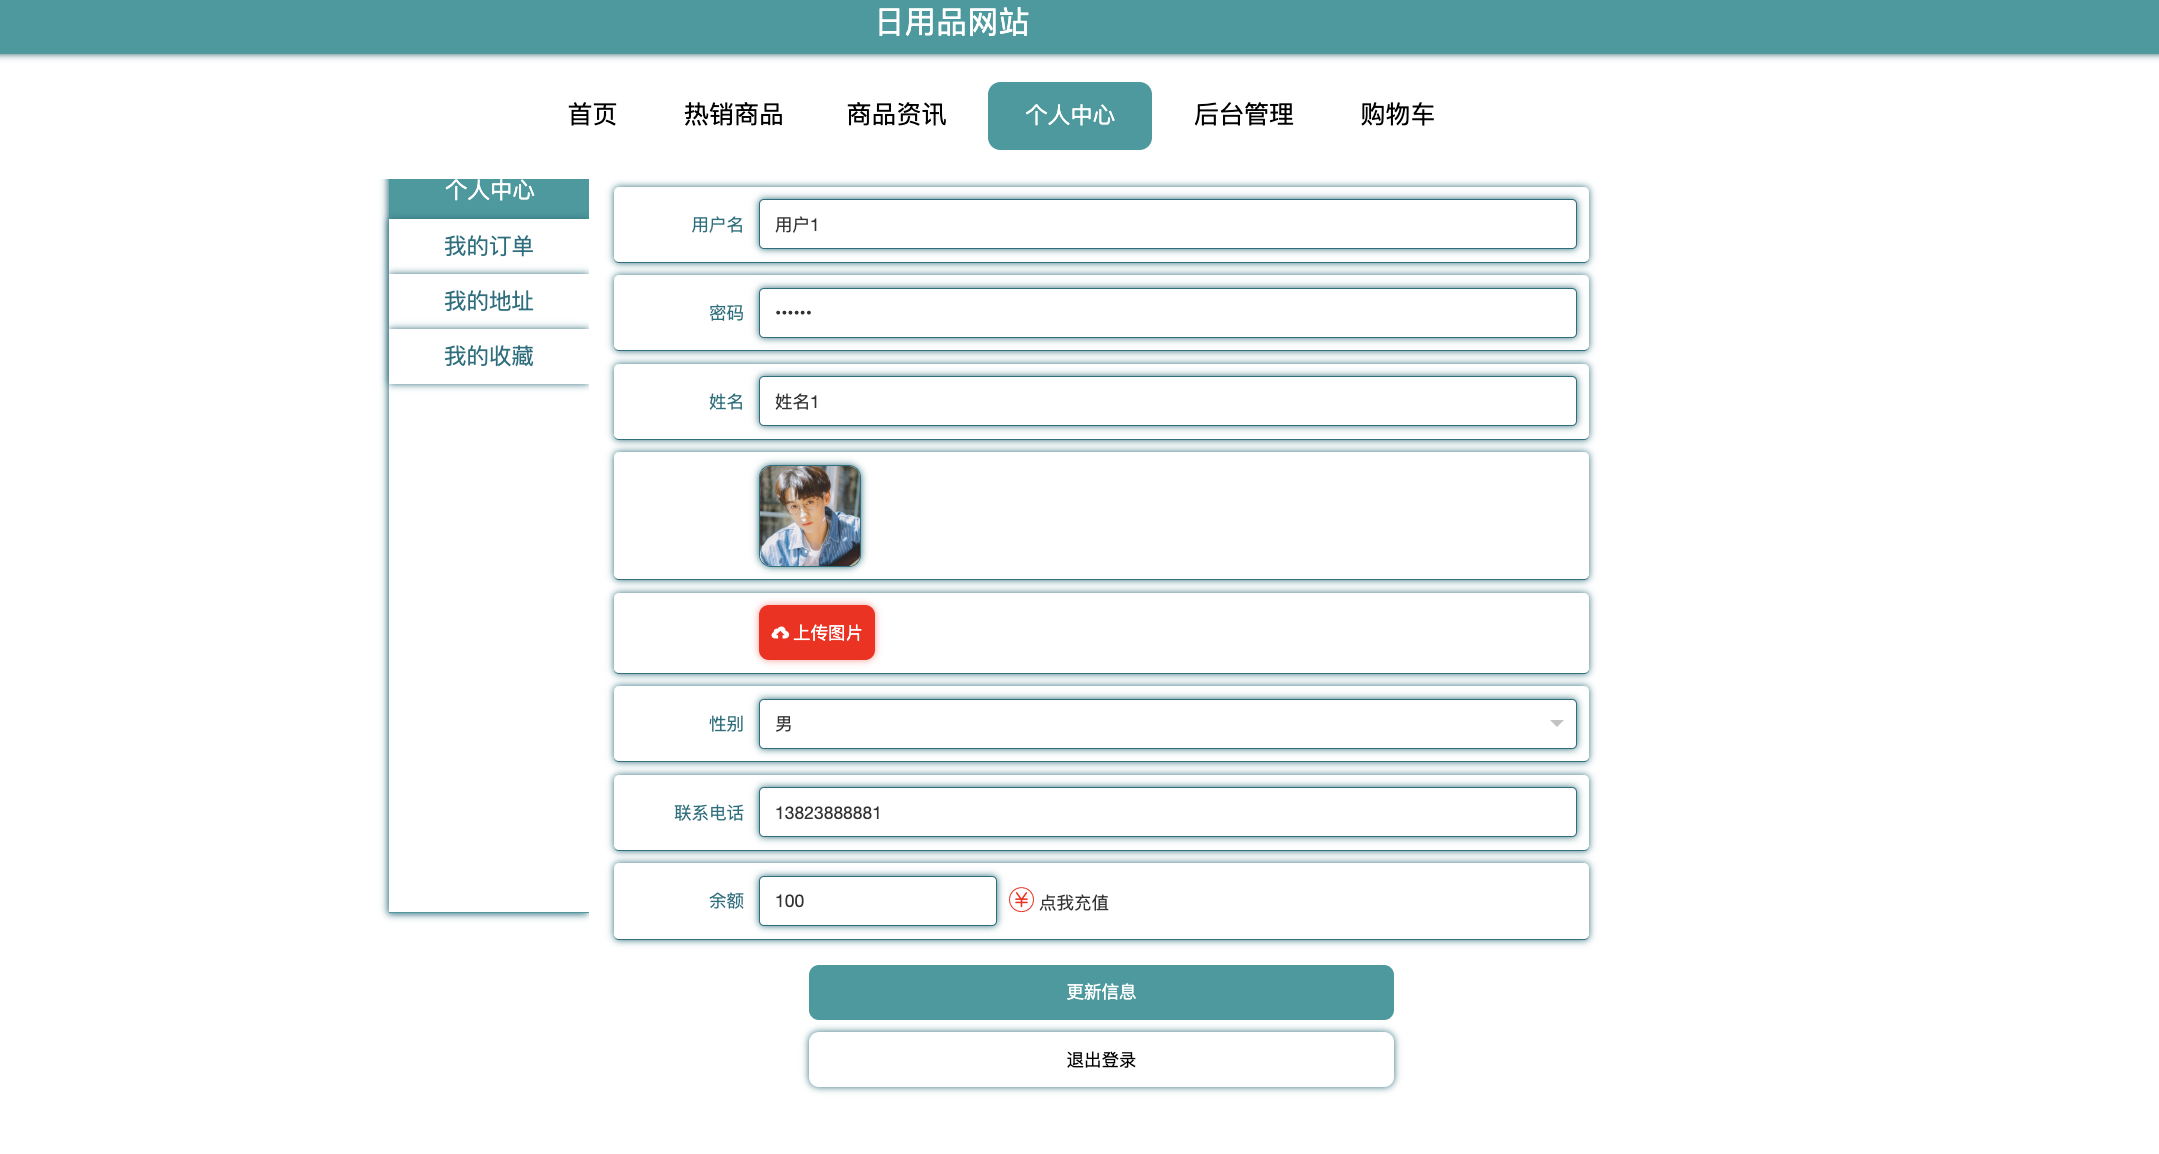 日用品网站
首页 热销商品 商品资讯 个人中心 后台管理 购物车
个人中心
我的订单
我的地址
我的收藏
用户名 用户1
密码 ••••••
姓名 姓名1
上传图片
性别 男
联系电话 13823888881
余额 100 ¥ 点我充值
更新信息
退出登录